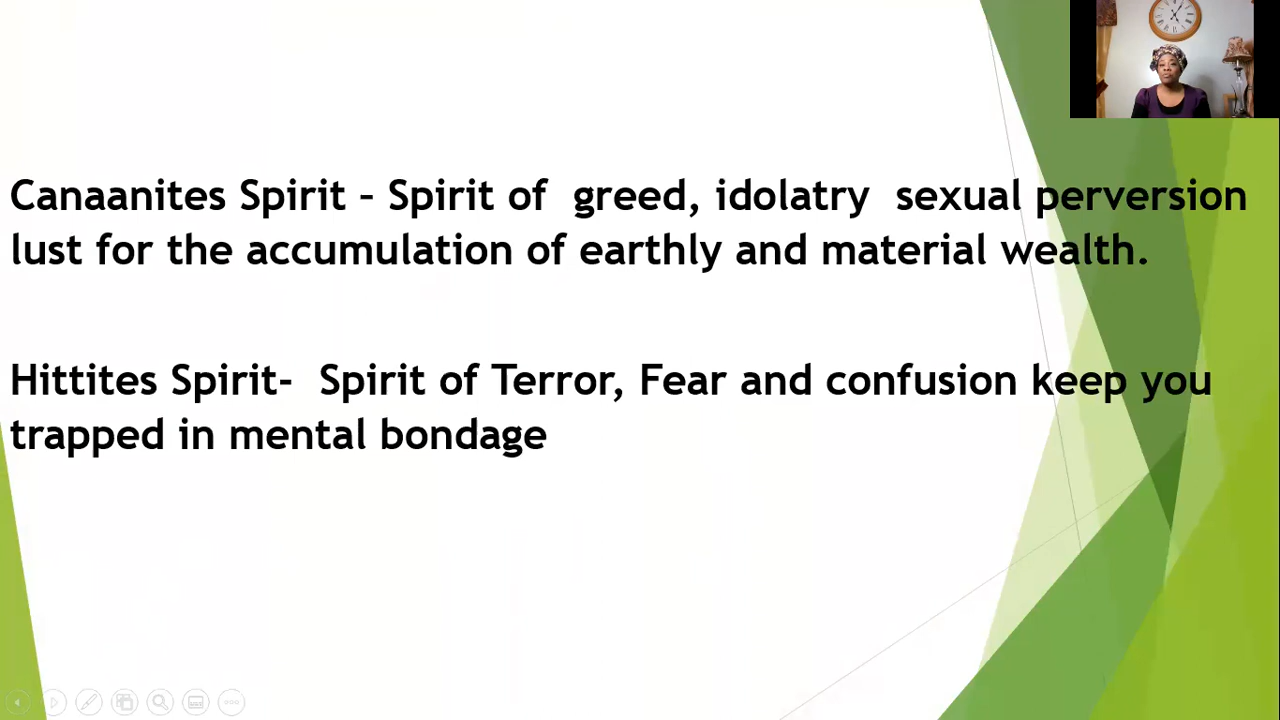 Canaanites Spirit – Spirit of greed, idolatry sexual perversion
lust for the accumulation of earthly and material wealth.
Hittites Spirit- Spirit of Terror, Fear and confusion keep you
trapped in mental bondage